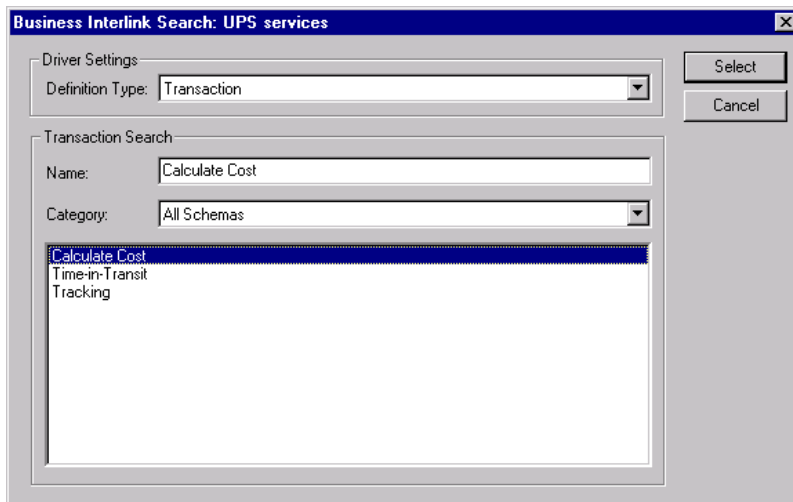 Business Interlink Search: UPS services
Driver Settings
Select
Definition Type: Transaction
Cancel
Transaction Search
Name: Calculate Cost
Category: All Schemas
Calculate Cost
Time-in-Transit
Tracking